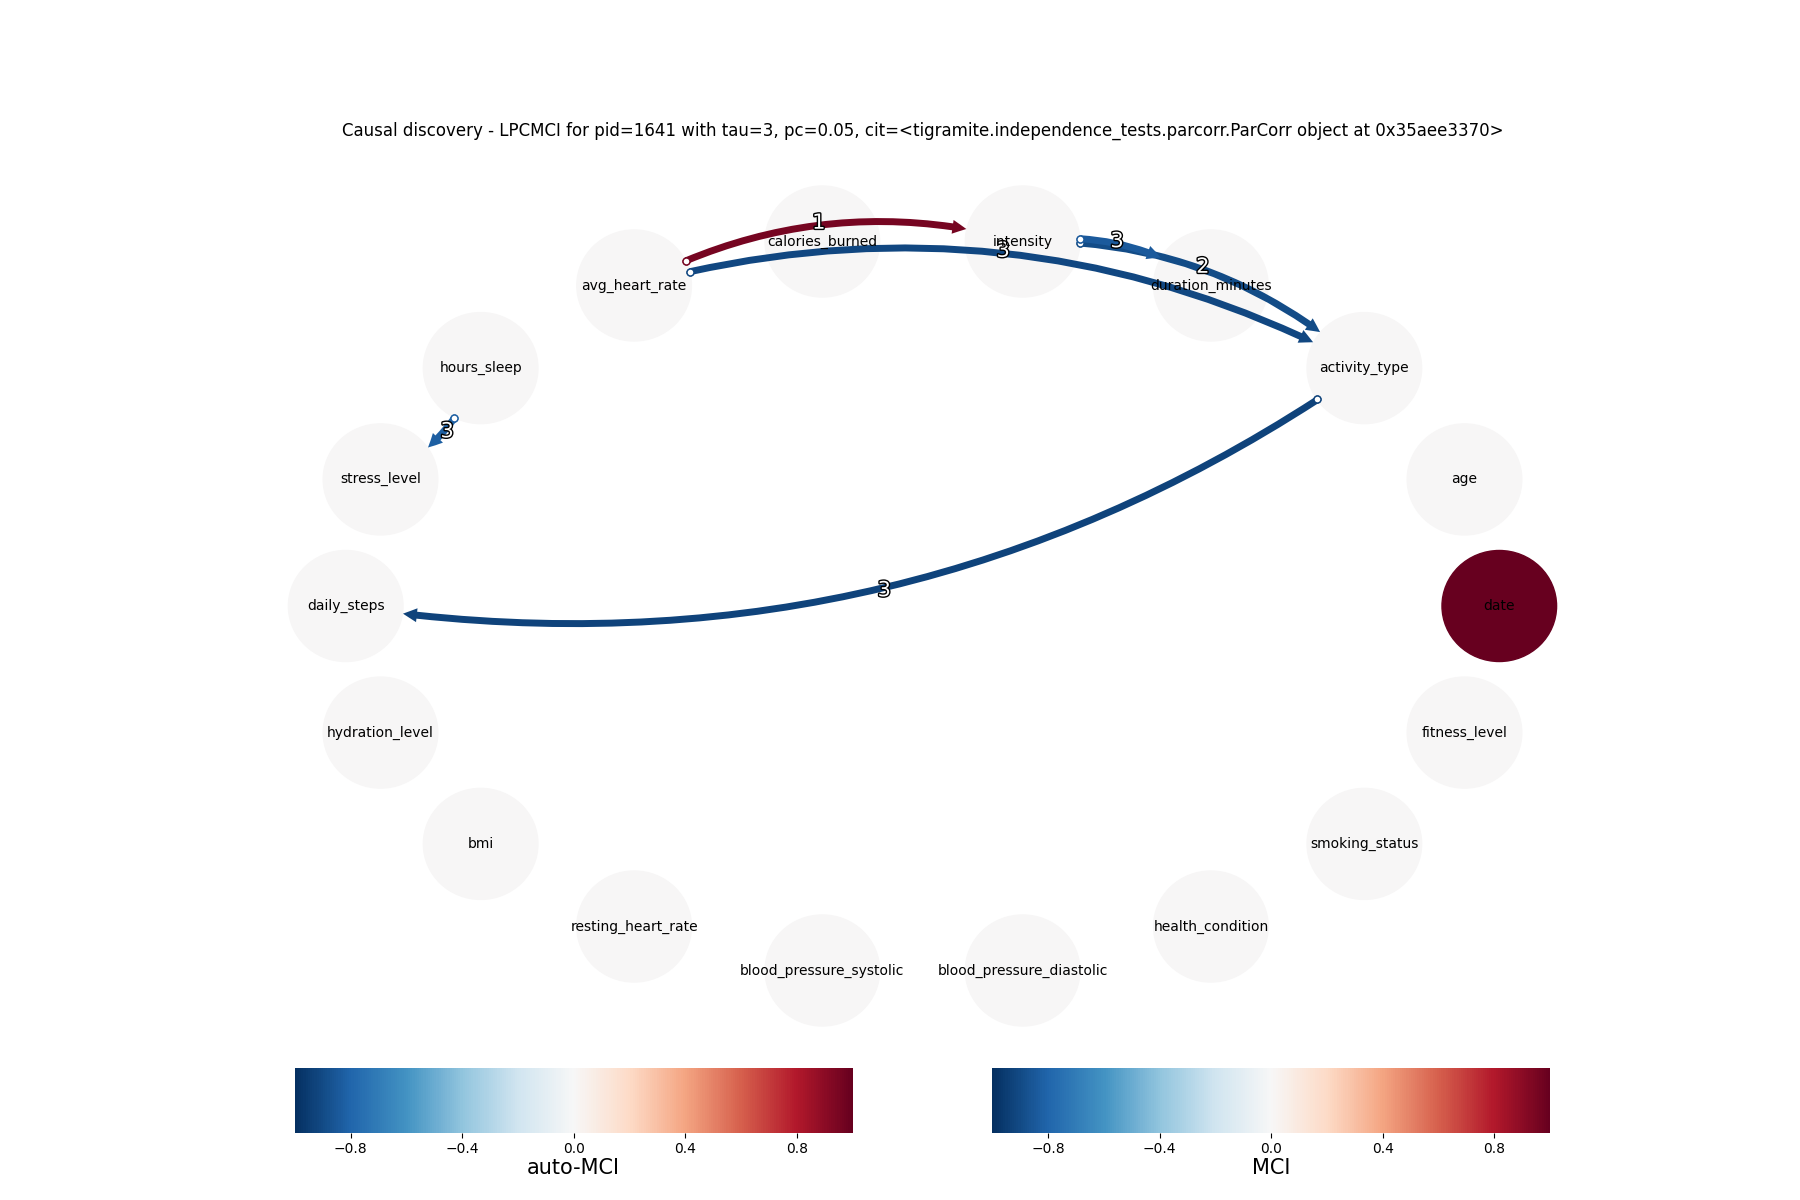 Causal discovery - LPCMCI for pid=1641 with tau=3, pc=0.05, cit=<tigramite.independence_tests.parcorr.ParCorr object at 0x35aee3370>
1
calories_burned
intensity
3
3
2
avg_heart_rate
duration_minutes
hours_sleep
activity_type
3
stress_level
age
3
daily_steps
date
hydration_level
fitness_level
bmi
smoking_status
resting_heart_rate
health_condition
blood_pressure_systolic
blood_pressure_diastolic
−0.8 −0.4 0.0 0.4 0.8
auto-MCI
−0.8 −0.4 0.0 0.4 0.8
MCI